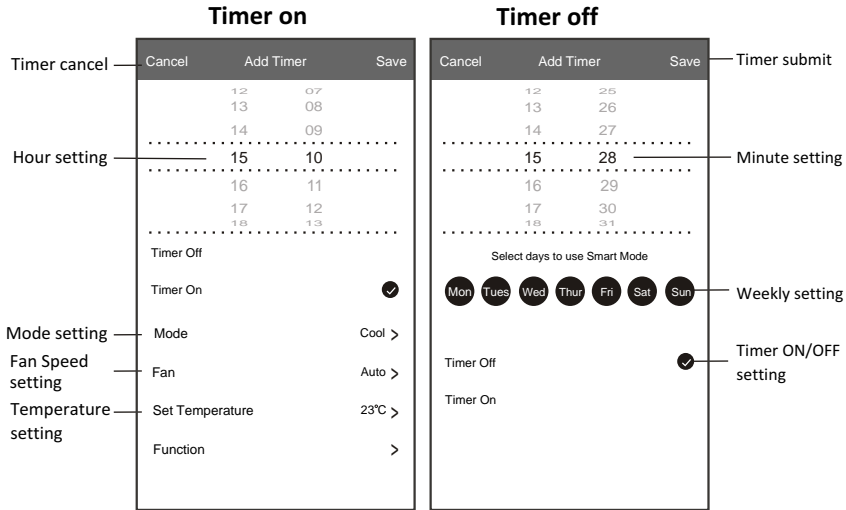 Timer on
Timer off
Timer cancel
Cancel Add Timer Save
Cancel Add Timer Save
Timer submit
12 07
13 08
14 09
Hour setting
15 10
16 11
17 12
18 13
12 25
13 26
14 27
15 28
Minute setting
16 29
17 30
18 31
Timer Off
Timer On
Mode setting
Mode Cool >
Fan Speed
setting
Fan Auto >
Temperature
setting
Set Temperature 23℃ >
Function >
Select days to use Smart Mode
Mon Tues Wed Thur Fri Sat Sun
Weekly setting
Timer Off
Timer ON/OFF
setting
Timer On